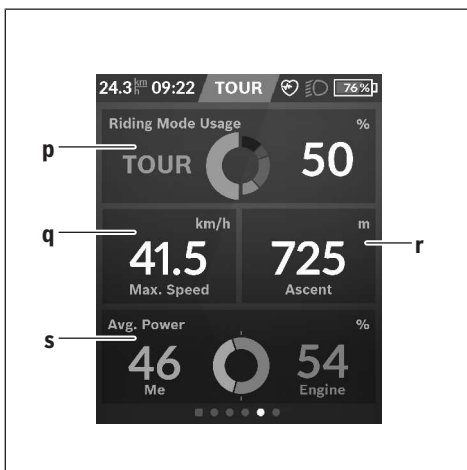 24.3 km/h 09:22 TOUR 76%
Riding Mode Usage %
p
TOUR 50
q
km/h m
41.5 725
r
Max. Speed Ascent
Avg. Power %
s
46 54
Me Engine